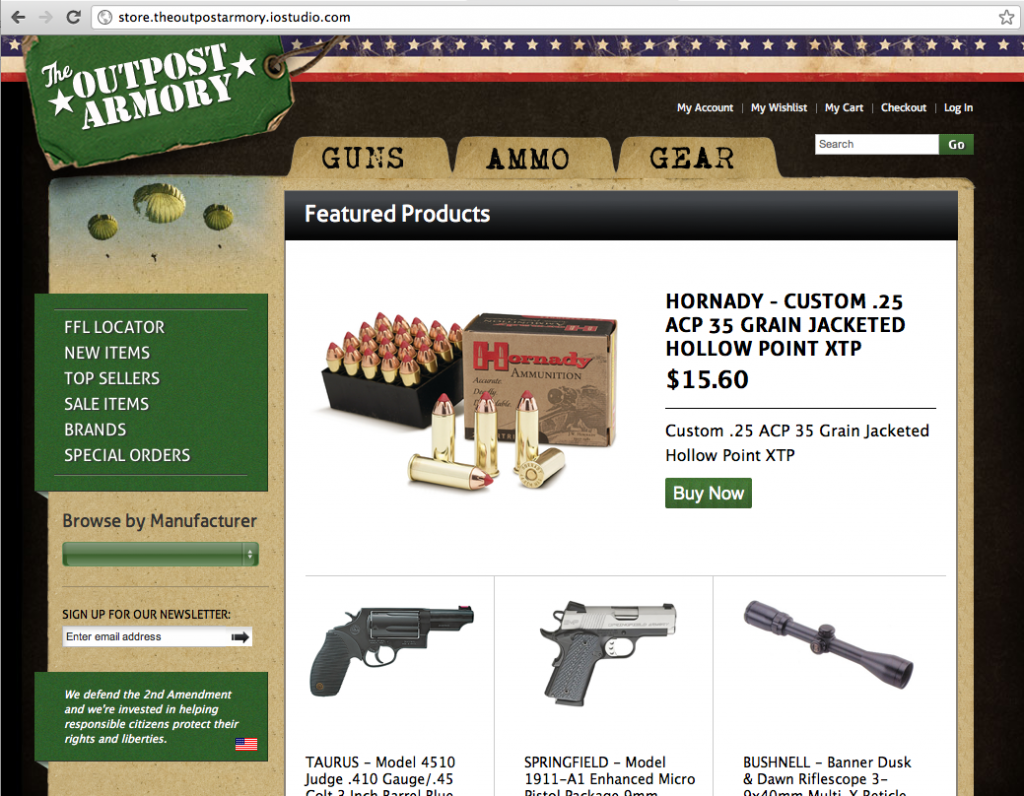 store.theoutpostarmory.iostudio.com
The OUTPOST
ARMORY
My Account | My Wishlist | My Cart | Checkout | Log In
Search Go
GUNS AMMO GEAR
Featured Products
FFL LOCATOR
NEW ITEMS
TOP SELLERS
SALE ITEMS
BRANDS
SPECIAL ORDERS
Browse by Manufacturer
SIGN UP FOR OUR NEWSLETTER:
Enter email address
We defend the 2nd Amendment
and we're invested in helping
responsible citizens protect their
rights and liberties.
Hornady
AMMUNITION
Accurate.
Deadly
HORNADY - CUSTOM .25
ACP 35 GRAIN JACKETED
HOLLOW POINT XTP
$15.60
Custom .25 ACP 35 Grain Jacketed
Hollow Point XTP
Buy Now
TAURUS - Model 4510
Judge .410 Gauge/.45
Colt 3 Inch Barrel Blue
SPRINGFIELD - Model
1911-A1 Enhanced Micro
Pistol Package 9mm
BUSHNELL - Banner Dusk
& Dawn Riflescope 3-
9x40mm Multi-X Reticle